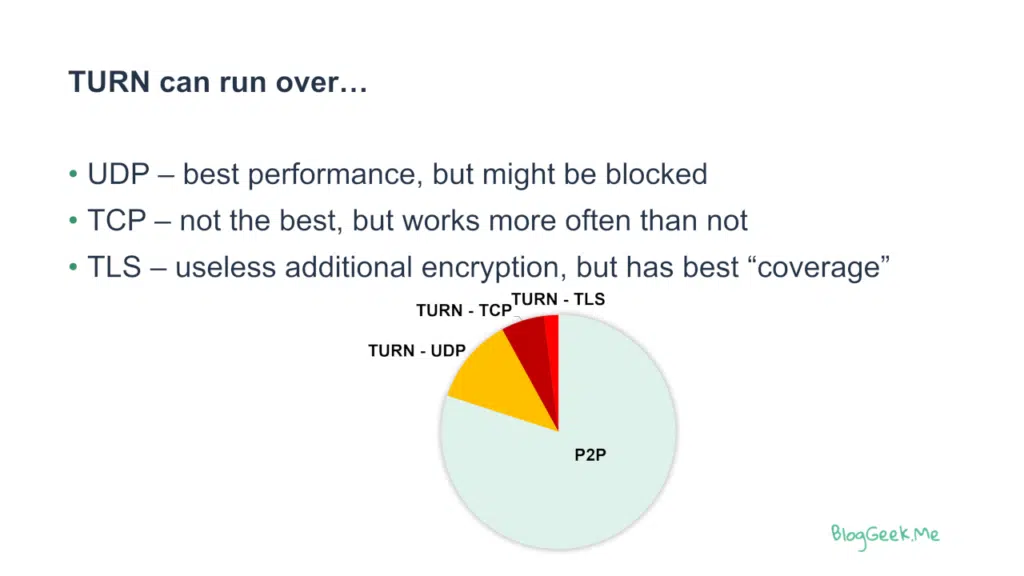 TURN can run over…
• UDP – best performance, but might be blocked
• TCP – not the best, but works more often than not
• TLS – useless additional encryption, but has best “coverage”
TURN - TLS
TURN - TCP
TURN - UDP
P2P
BlogGeek.Me